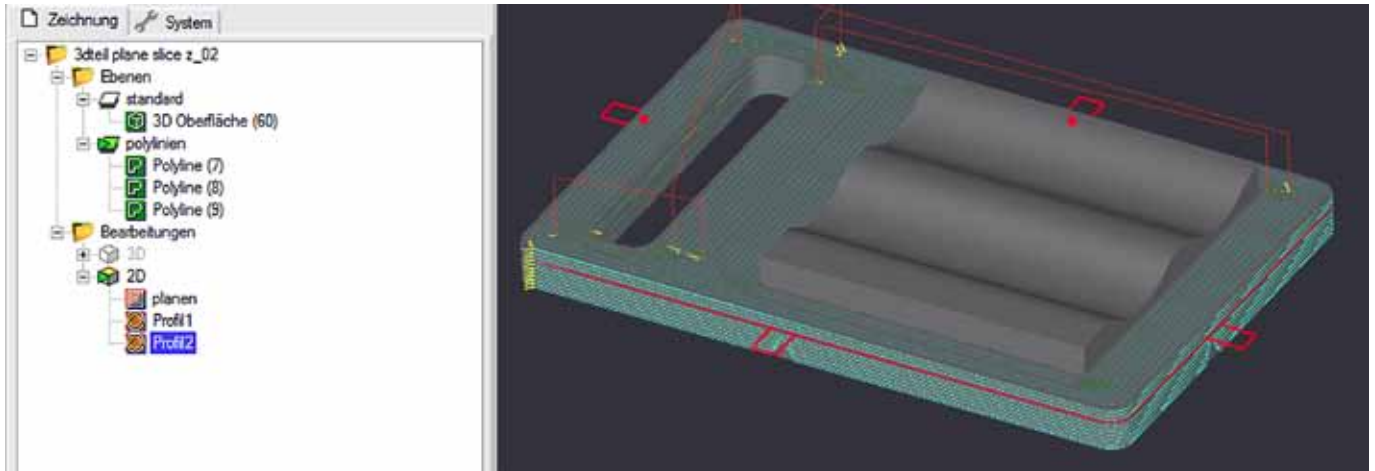 Zeichnung System
3dteil plane slice z_02
Ebenen
standard
3D Oberfläche (60)
polylinien
Polyline (7)
Polyline (8)
Polyline (9)
Bearbeitungen
3D
2D
planen
Profil1
Profil2